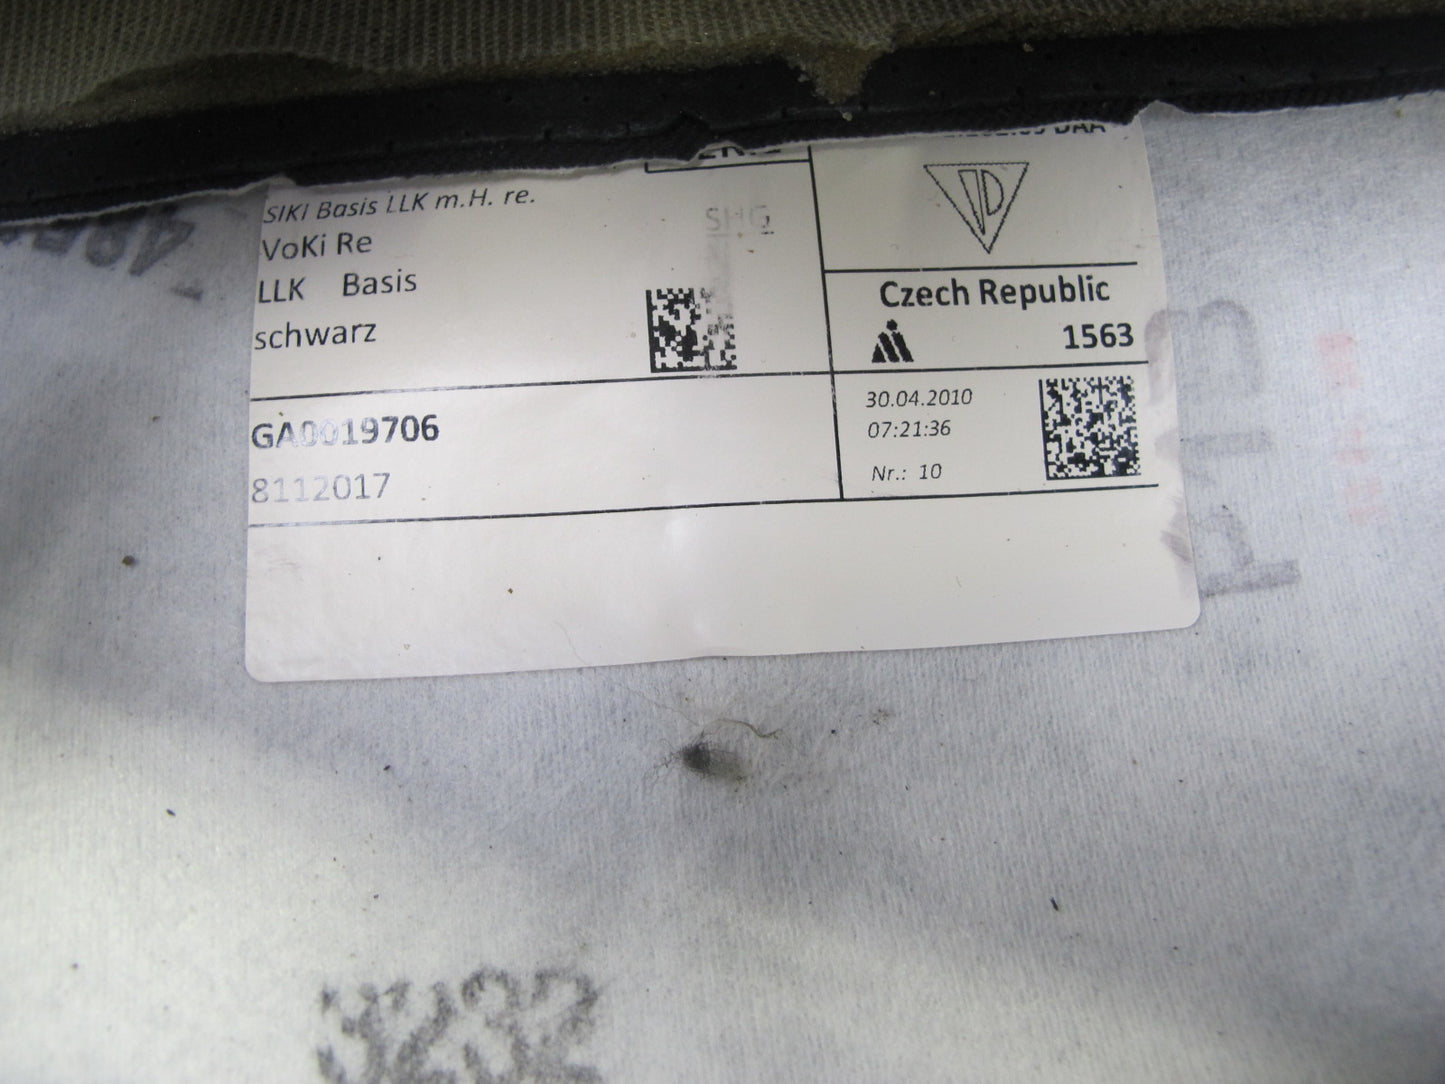 SIKI Basis LLK m.H. re.
VoKi Re
LLK Basis
schwarz
GA0019706
8112017
Czech Republic
1563
30.04.2010
07:21:36
Nr.: 10
3232